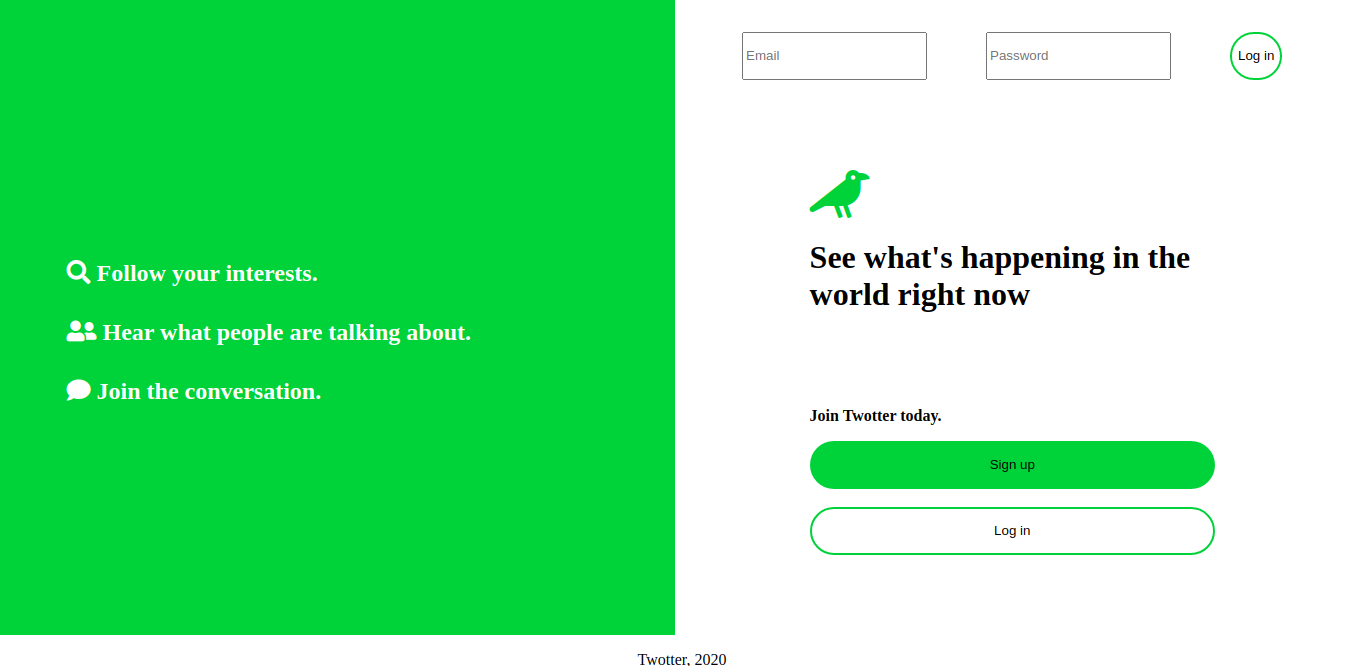 Follow your interests.
Hear what people are talking about.
Join the conversation.
Email
Password
Log in
See what's happening in the
world right now
Join Twotter today.
Sign up
Log in
Twotter, 2020